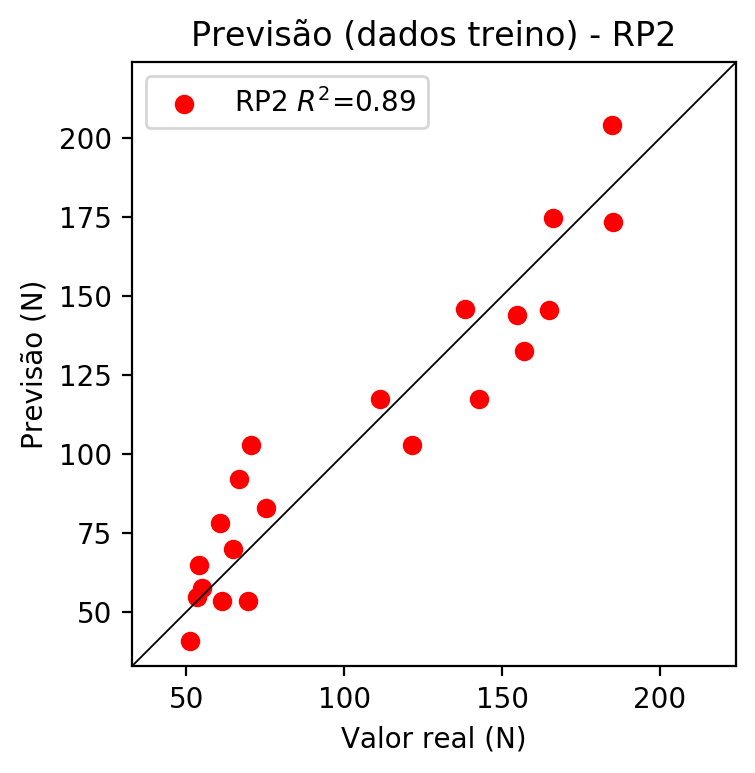 Previsão (dados treino) - RP2
RP2 R²=0.89
200
175
150
125
100
75
50
Previsão (N)
50 100 150 200
Valor real (N)